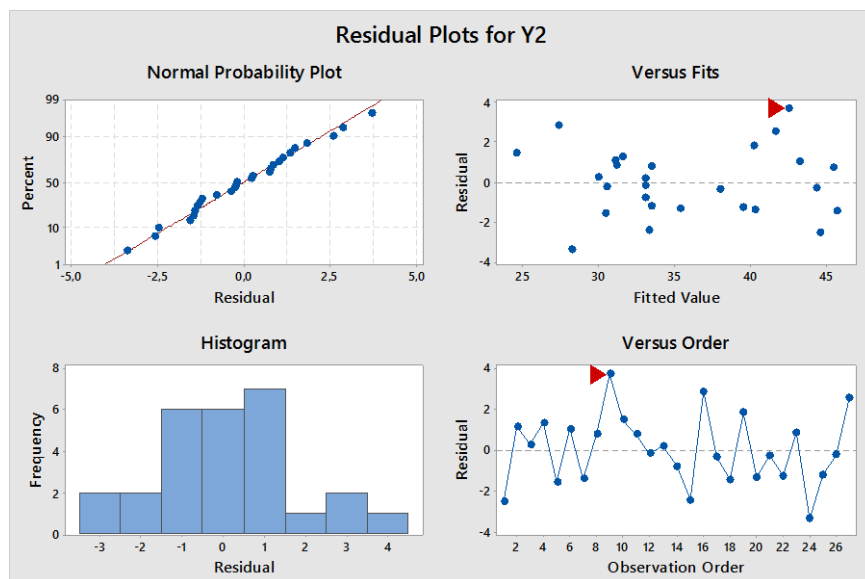 Residual Plots for Y2
Normal Probability Plot
99
90
50
10
1
Percent
-5,0 -2,5 0,0 2,5 5,0
Residual
Versus Fits
4
2
0
-2
-4
Residual
25 30 35 40 45
Fitted Value
Histogram
8
6
4
2
0
Frequency
-3 -2 -1 0 1 2 3 4
Residual
Versus Order
4
2
0
-2
-4
Residual
2 4 6 8 10 12 14 16 18 20 22 24 26
Observation Order